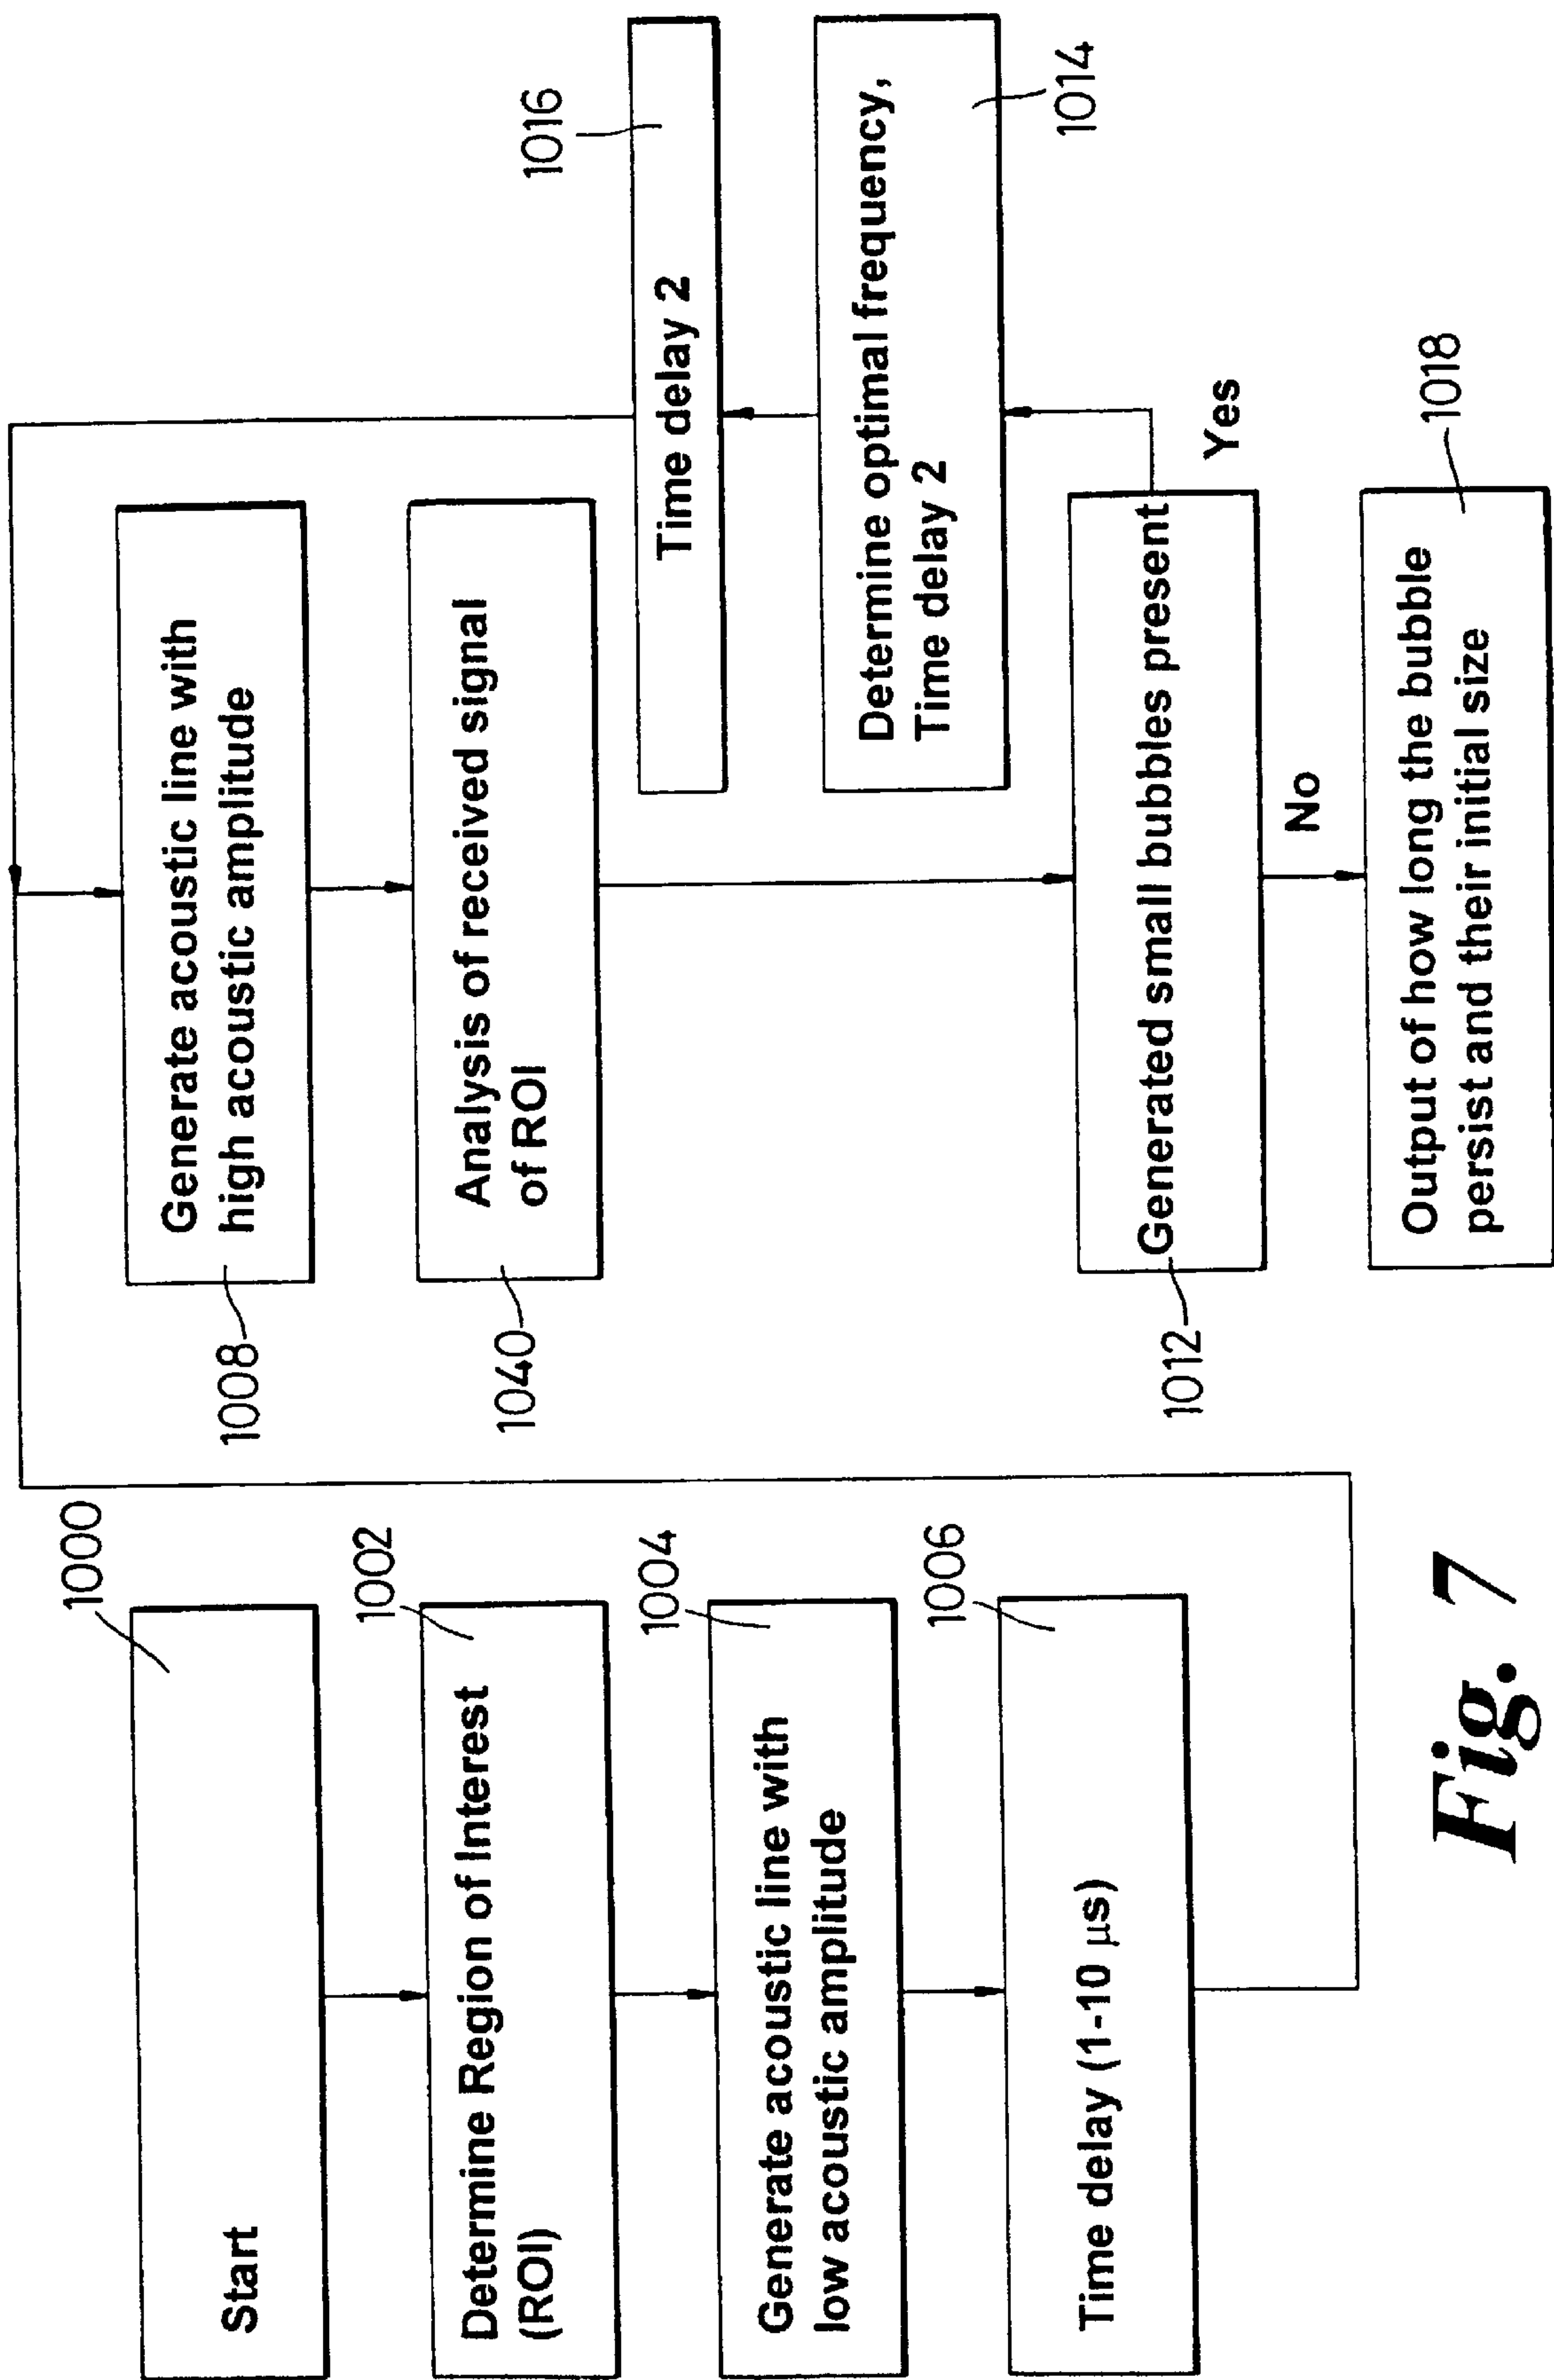 1000
Start
1002
Determine Region of Interest
(ROI)
1004
Generate acoustic line with
low acoustic amplitude
1006
Time delay (1-10 μs)
1008
Generate acoustic line with
high acoustic amplitude
1040
Analysis of received signal
of ROI
1012
Generated small bubbles present
Yes
No
1014
Determine optimal frequency,
Time delay 2
1016
Time delay 2
1018
Output of how long the bubble
persist and their initial size
Fig. 7